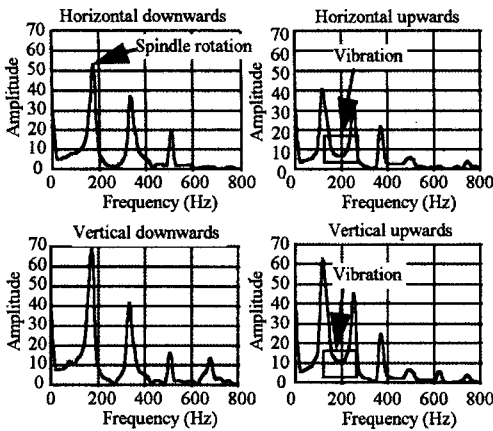 Horizontal downwards
70
60
50
40
30
20
10
0
Amplitude
Spindle rotation
0 200 400 600 800
Frequency (Hz)
Horizontal upwards
70
60
50
40
30
20
10
0
Amplitude
Vibration
0 200 400 600 800
Frequency (Hz)
Vertical downwards
70
60
50
40
30
20
10
0
Amplitude
0 200 400 600 800
Frequency (Hz)
Vertical upwards
70
60
50
40
30
20
10
0
Amplitude
Vibration
0 200 400 600 800
Frequency (Hz)